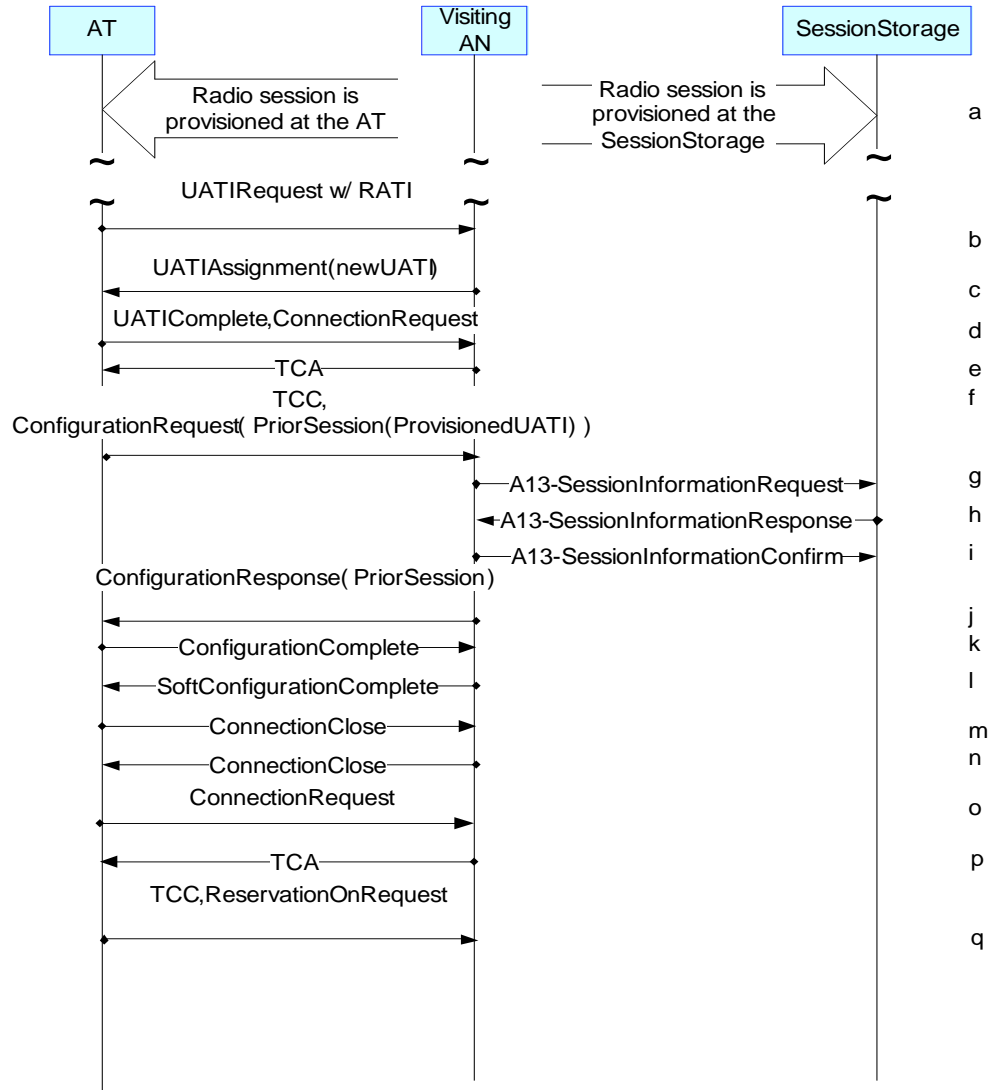 AT
Visiting
AN
SessionStorage
Radio session is
provisioned at the AT
Radio session is
provisioned at the
SessionStorage
a
UATIRequest w/ RATI
b
UATIAssignment(newUATI)
c
UATIComplete,ConnectionRequest
d
TCA
e
TCC,
f
ConfigurationRequest( PriorSession(ProvisionedUATI) )
A13-SessionInformationRequest
g
A13-SessionInformationResponse
h
A13-SessionInformationConfirm
i
ConfigurationResponse( PriorSession)
j
ConfigurationComplete
k
SoftConfigurationComplete
l
ConnectionClose
m
ConnectionClose
n
ConnectionRequest
o
TCA
p
TCC,ReservationOnRequest
q